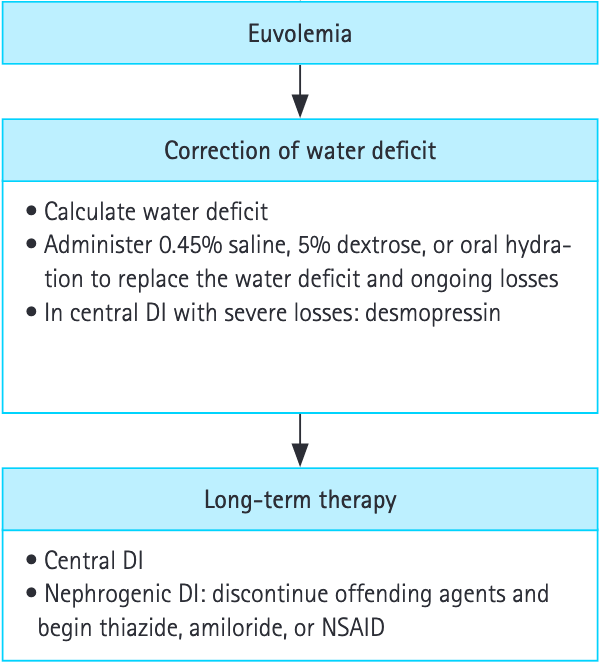 Euvolemia
Correction of water deficit
• Calculate water deficit
• Administer 0.45% saline, 5% dextrose, or oral hydra-
tion to replace the water deficit and ongoing losses
• In central DI with severe losses: desmopressin
Long-term therapy
• Central DI
• Nephrogenic DI: discontinue offending agents and
begin thiazide, amiloride, or NSAID